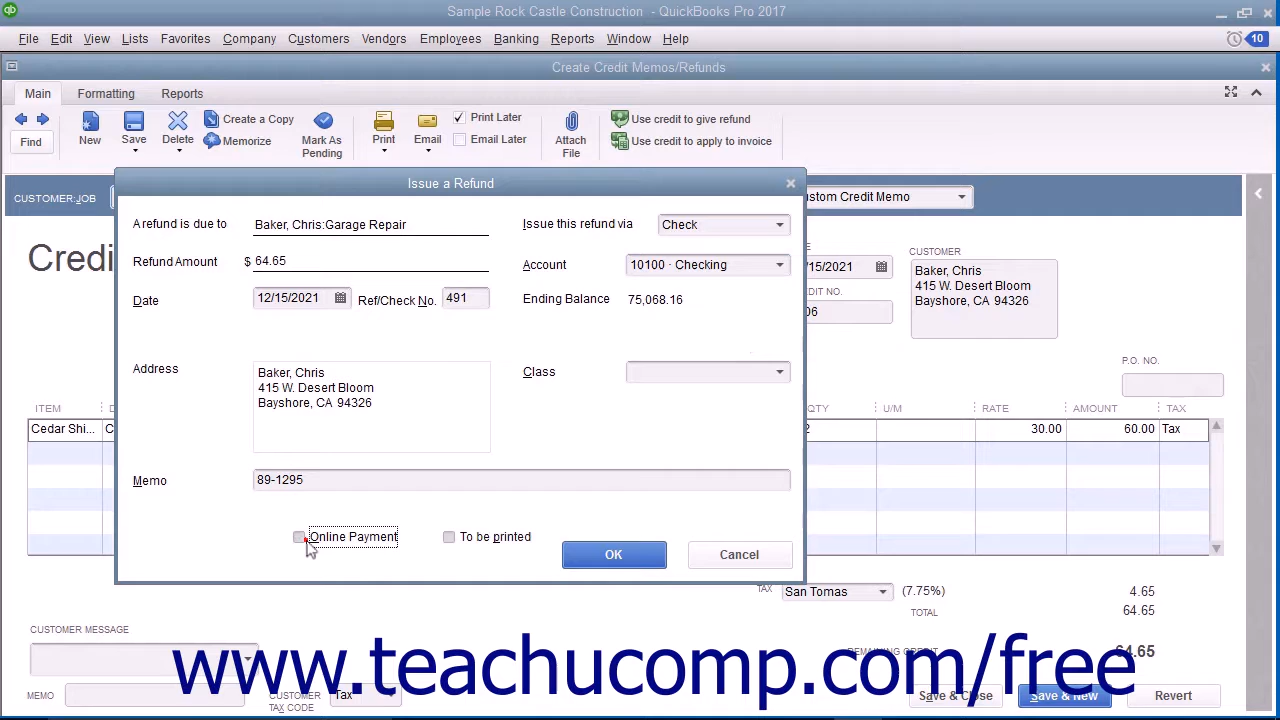 Sample Rock Castle Construction - QuickBooks Pro 2017
File Edit View Lists Favorites Company Customers Vendors Employees Banking Reports Window Help
10
Create Credit Memos/Refunds
Main Formatting Reports
Find
New
Save
Delete
Create a Copy
Memorize
Mark As
Pending
Print
Email
Print Later
Email Later
Attach
File
Use credit to give refund
Use credit to apply to invoice
CUSTOMER:JOB
stom Credit Memo
Credi
/15/2021
DIT NO.
06
CUSTOMER
Baker, Chris
415 W. Desert Bloom
Bayshore, CA 94326
P.O. NO.
Issue a Refund
A refund is due to Baker, Chris:Garage Repair
Issue this refund via Check
Refund Amount $ 64.65
Account 10100 · Checking
Date 12/15/2021 Ref/Check No. 491
Ending Balance 75,068.16
Address
Baker, Chris
415 W. Desert Bloom
Bayshore, CA 94326
Class
Memo 89-1295
Online Payment To be printed
OK Cancel
ITEM D QTY U/M RATE AMOUNT TAX
Cedar Shi... C 2 30.00 60.00 Tax
TAX San Tomas (7.75%) 4.65
TOTAL 64.65
CUSTOMER MESSAGE
REMAINING CREDIT 64.65
MEMO
CUSTOMER
TAX CODE
Tax
Save & Close Save & New Revert
www.teachucomp.com/free